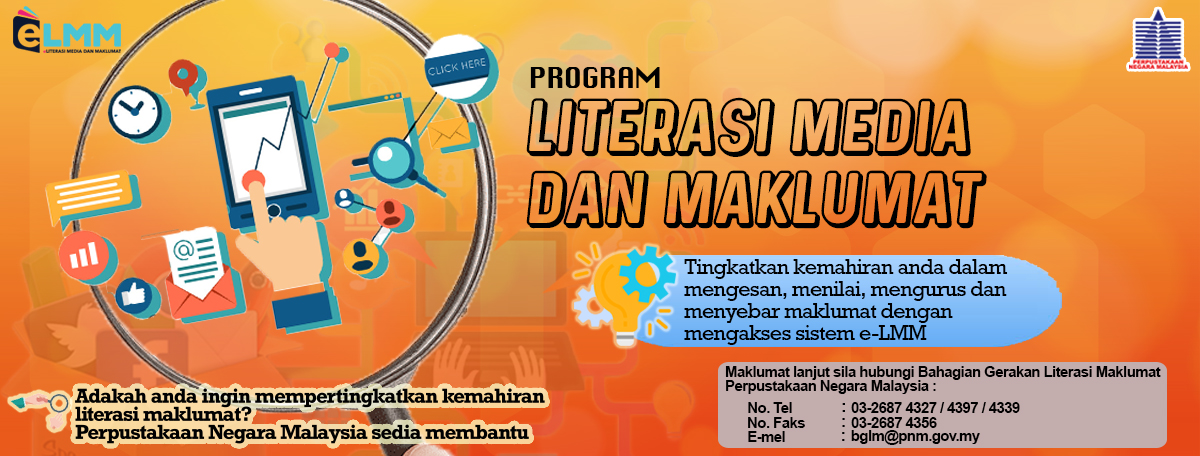 eLMM
eLITERASI MEDIA DAN MAKLUMAT
CLICK HERE
@
PERPUSTAKAAN
NEGARA MALAYSIA
PROGRAM
LITERASI MEDIA
DAN MAKLUMAT
Tingkatkan kemahiran anda dalam
mengesan, menilai, mengurus dan
menyebar maklumat dengan
mengakses sistem e-LMM
Adakah anda ingin mempertingkatkan kemahiran
literasi maklumat?
Perpustakaan Negara Malaysia sedia membantu
Maklumat lanjut sila hubungi Bahagian Gerakan Literasi Maklumat
Perpustakaan Negara Malaysia :
No. Tel : 03-2687 4327 / 4397 / 4339
No. Faks : 03-2687 4356
E-mel : bglm@pnm.gov.my